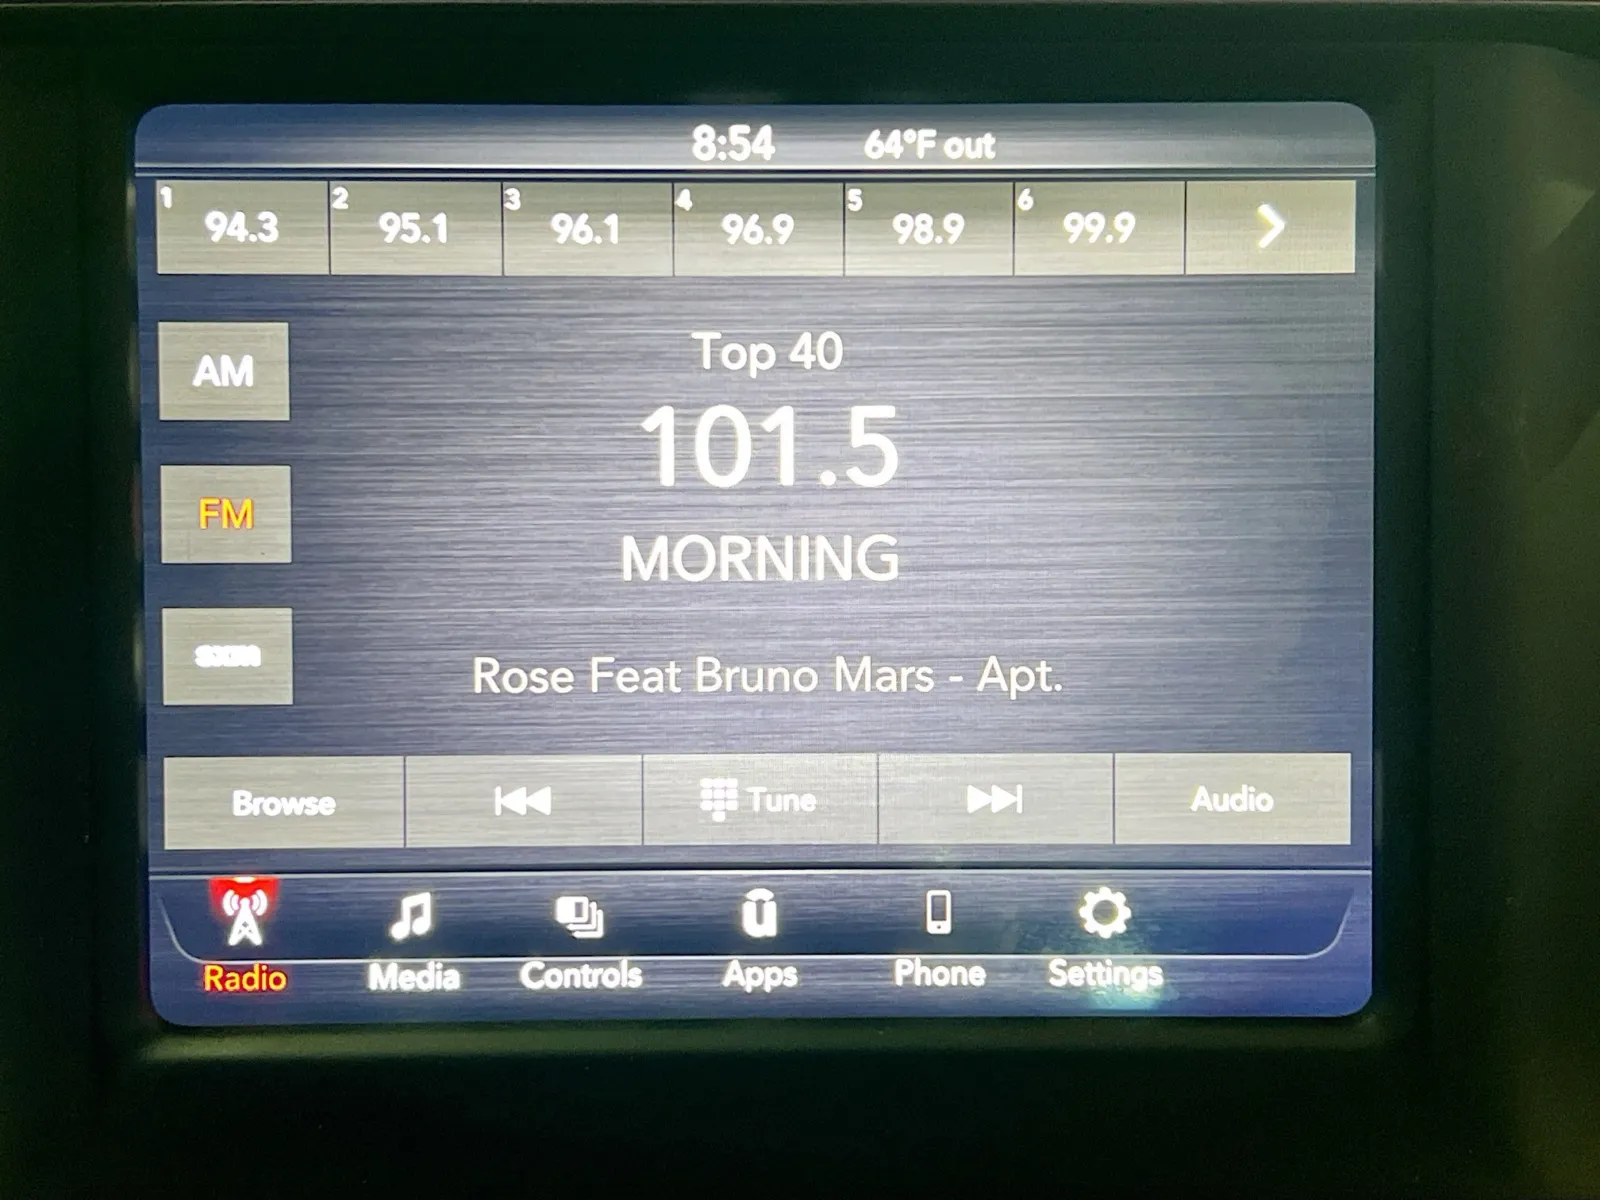 8:54 64°F out
1 94.3 2 95.1 3 96.1 4 96.9 5 98.9 6 99.9
Top 40
AM
101.5
FM
MORNING
SXM
Rose Feat Bruno Mars - Apt.
Browse Tune Audio
Radio Media Controls Apps Phone Settings